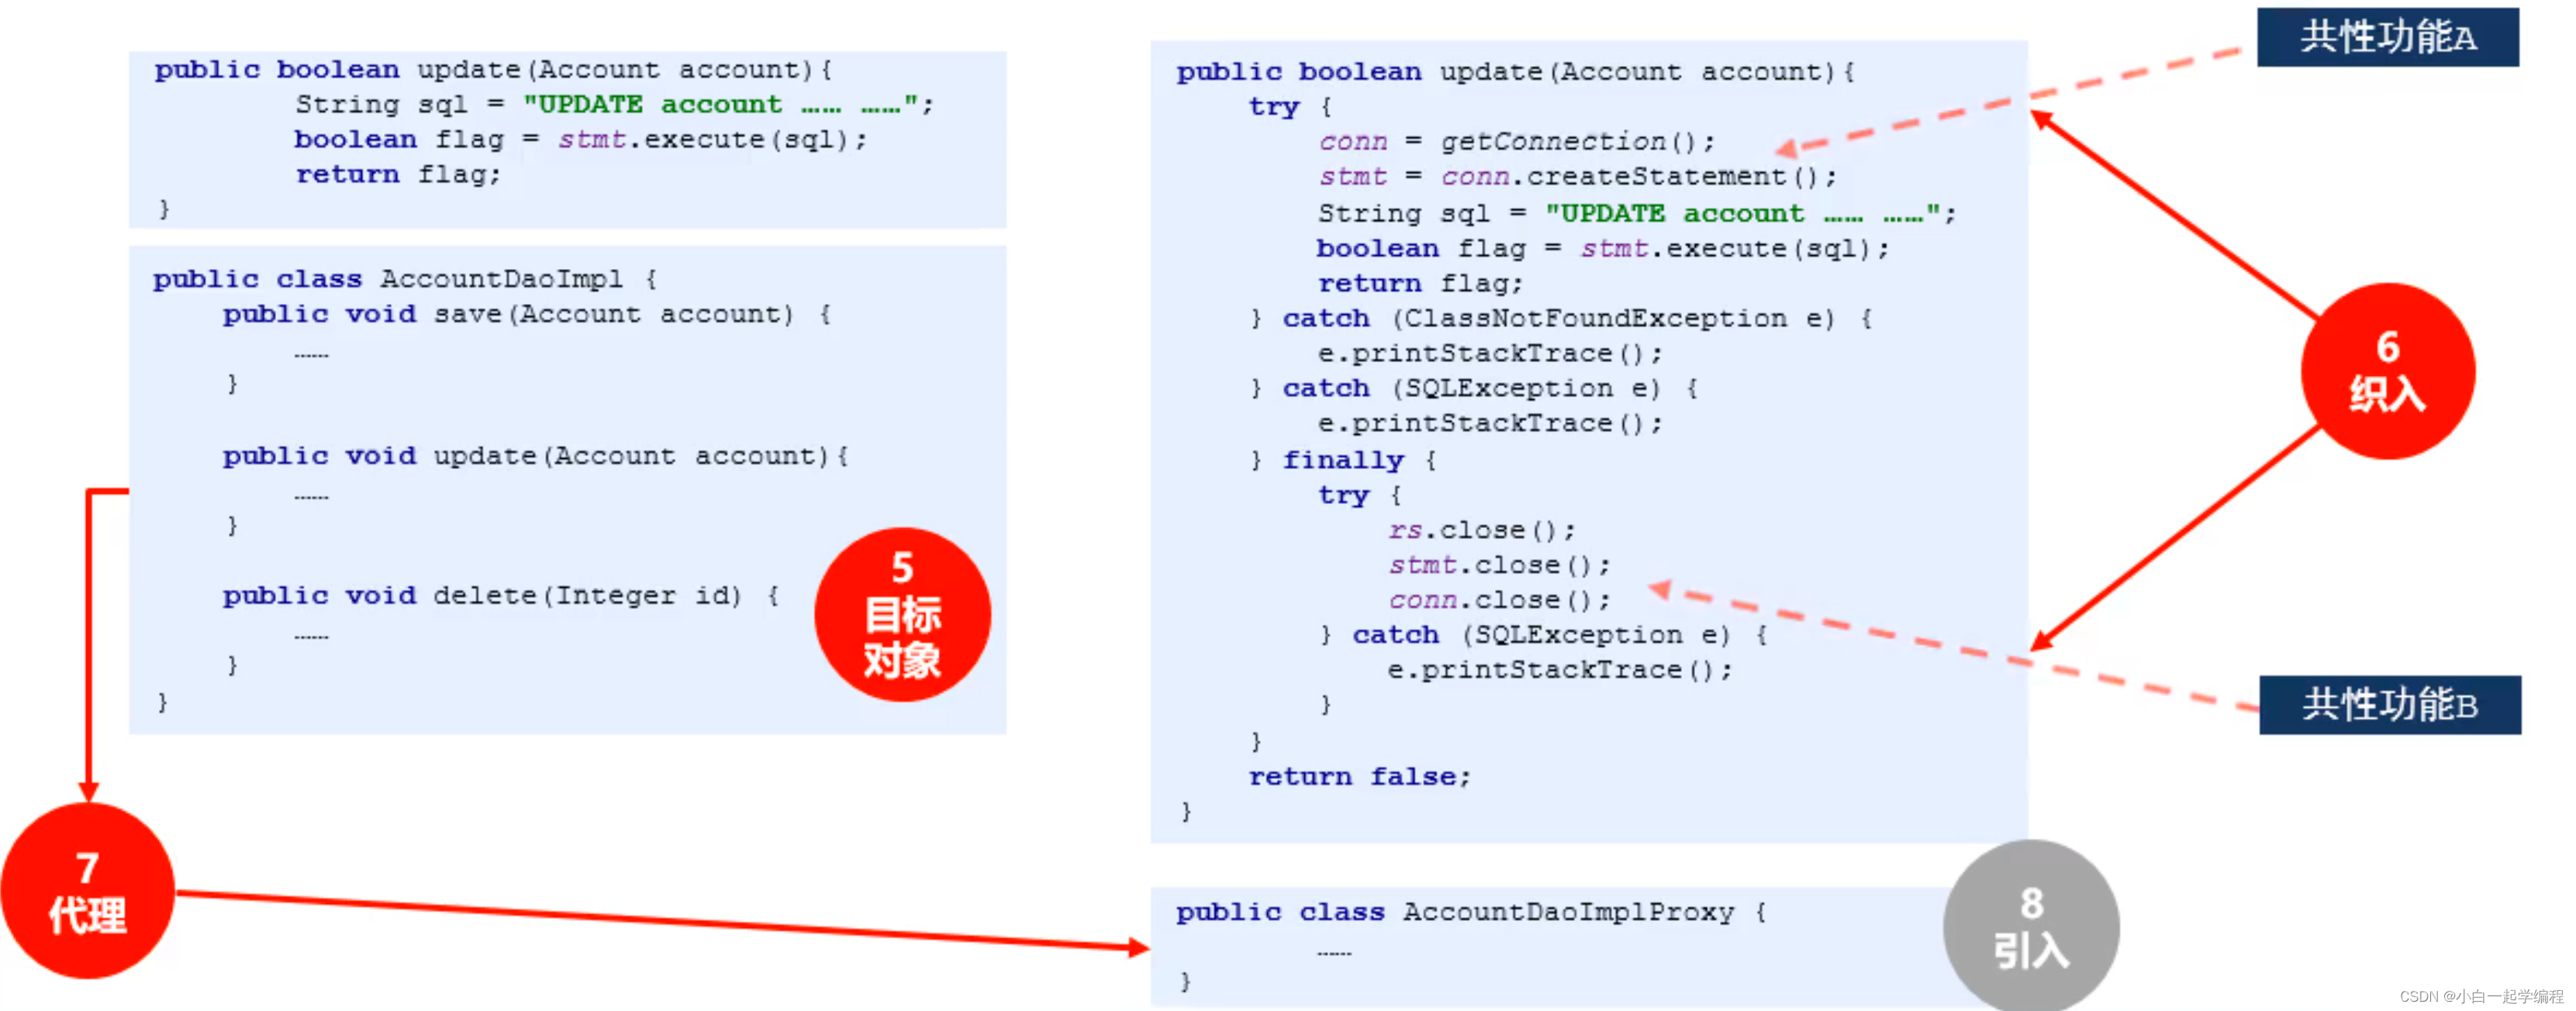 public boolean update(Account account){
String sql = "UPDATE account …… ……";
boolean flag = stmt.execute(sql);
return flag;
}
public class AccountDaoImpl {
public void save(Account account) {
……
}
public void update(Account account){
……
}
public void delete(Integer id) {
……
}
}
5
目标
对象
7
代理
public boolean update(Account account){
try {
conn = getConnection();
stmt = conn.createStatement();
String sql = "UPDATE account …… ……";
boolean flag = stmt.execute(sql);
return flag;
} catch (ClassNotFoundException e) {
e.printStackTrace();
} catch (SQLException e) {
e.printStackTrace();
} finally {
try {
rs.close();
stmt.close();
conn.close();
} catch (SQLException e) {
e.printStackTrace();
}
}
return false;
}
public class AccountDaoImplProxy {
……
}
共性功能A
6
织入
共性功能B
8
引入
CSDN @小白一起学编程